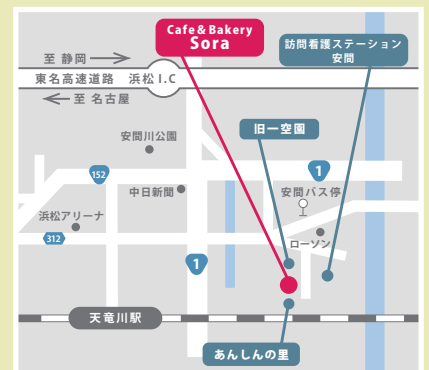 Cafe&Bakery
Sora
訪問看護ステーション
安間
至 静岡
東名高速道路 浜松 I.C
至 名古屋
旧一空園
安間川公園
152
1
中日新聞
安間バス停
浜松アリーナ
312
ローソン
1
天竜川駅
あんしんの里